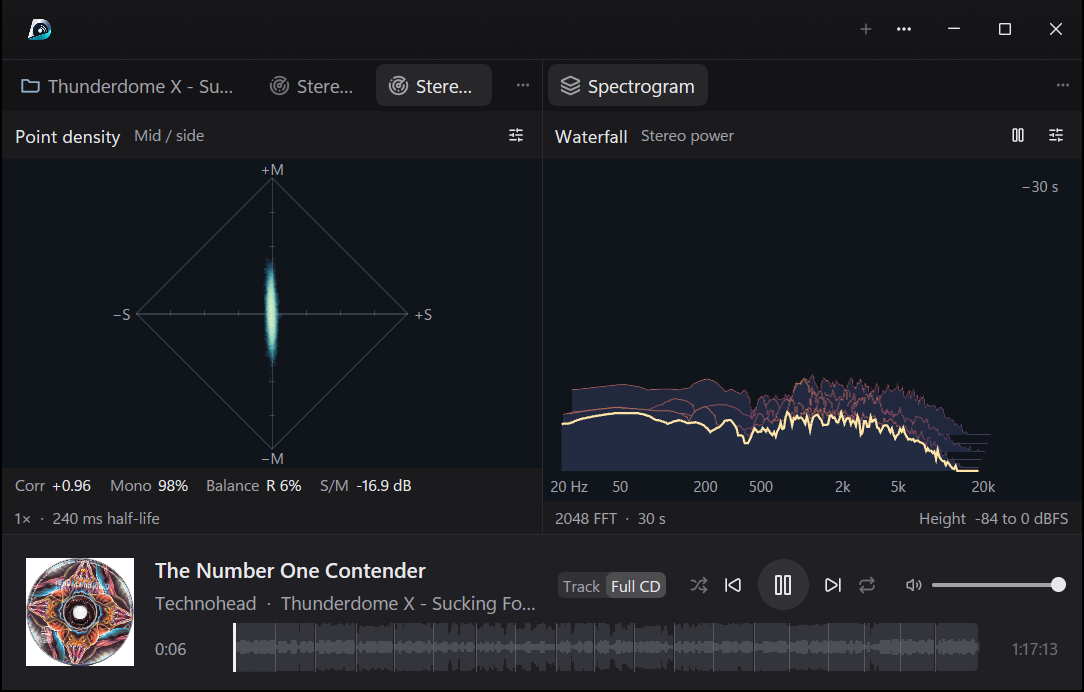 Thunderdome X - Su...
Stere...
Stere...
Spectrogram
Point density Mid / side
Waterfall Stereo power
+M
−S
+S
−M
−30 s
20 Hz 50 200 500 2k 5k 20k
Corr +0.96 Mono 98% Balance R 6% S/M -16.9 dB
1× · 240 ms half-life
2048 FFT · 30 s
Height -84 to 0 dBFS
The Number One Contender
Technohead · Thunderdome X - Sucking Fo...
Track Full CD
0:06
1:17:13